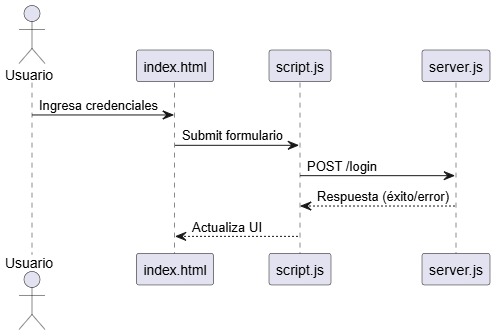 Usuario
index.html
script.js
server.js
Ingresa credenciales
Submit formulario
POST /login
Respuesta (éxito/error)
Actualiza UI
Usuario
index.html
script.js
server.js